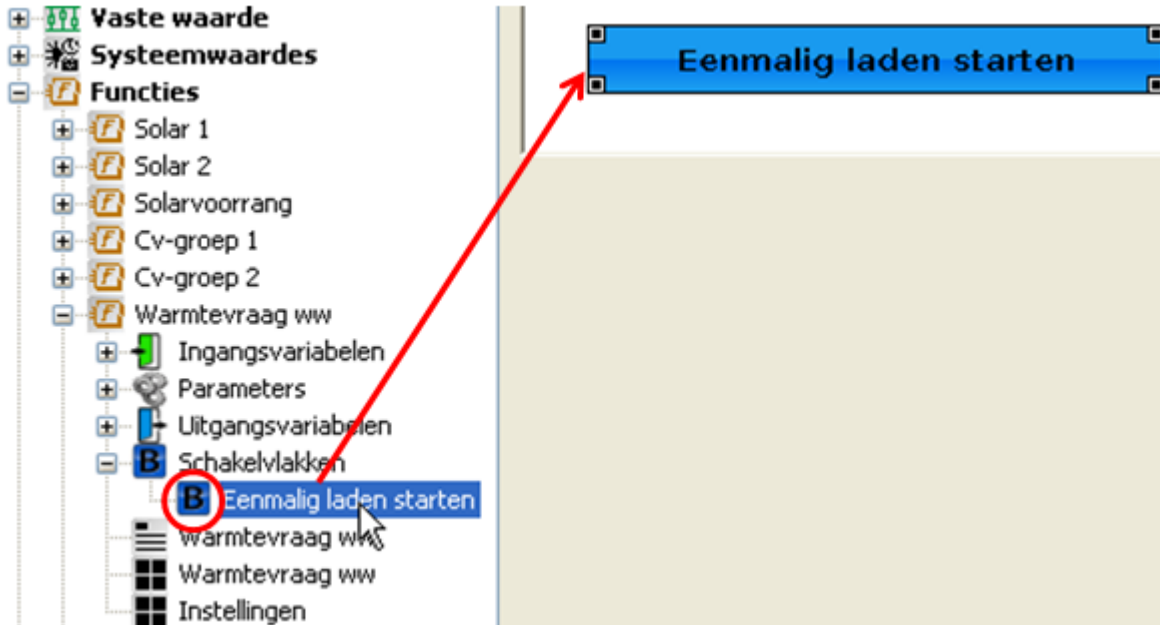 Vaste waarde
Systeemwaardes
Functies
Solar 1
Solar 2
Solarvoorrang
Cv-groep 1
Cv-groep 2
Warmtevraag ww
Ingangsvariabelen
Parameters
Uitgangsvariabelen
B Schakelvlakken
B Eenmalig laden starten
Warmtevraag ww
Warmtevraag ww
Instellingen
Eenmalig laden starten